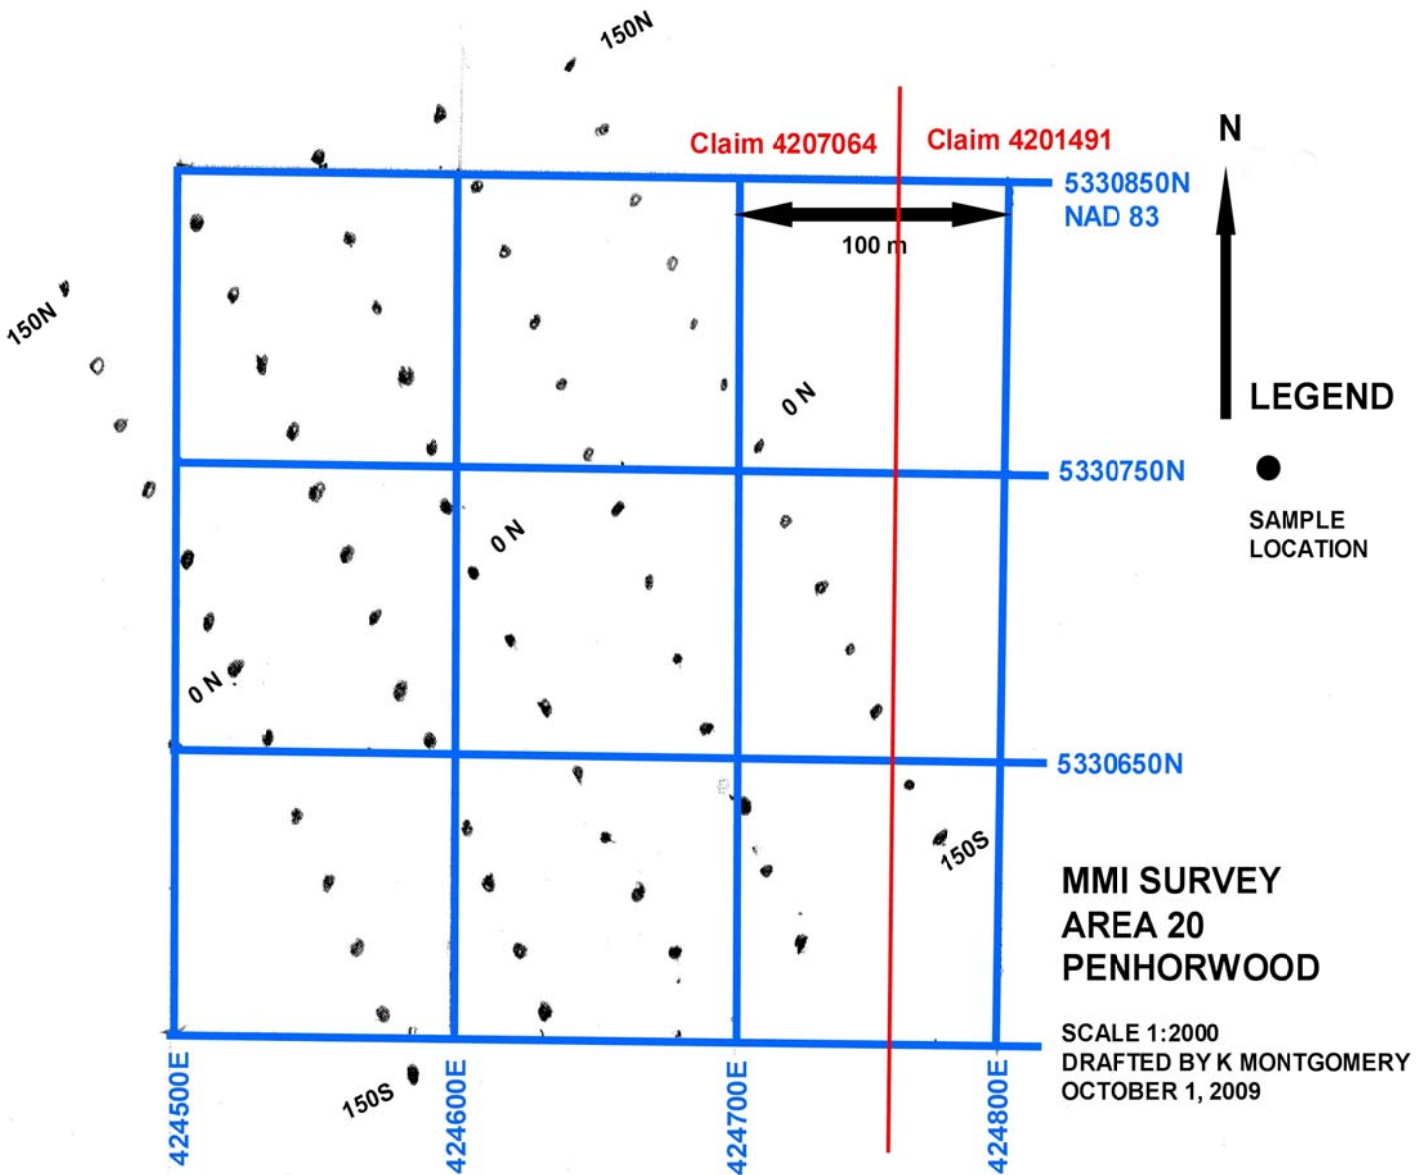 150N
Claim 4207064
Claim 4201491
N
5330850N
NAD 83
100 m
150N
0 N
LEGEND
5330750N
SAMPLE
LOCATION
0 N
0 N
5330650N
150S
MMI SURVEY
AREA 20
PENHORWOOD
SCALE 1:2000
DRAFTED BY K MONTGOMERY
OCTOBER 1, 2009
150S
424500E
424600E
424700E
424800E